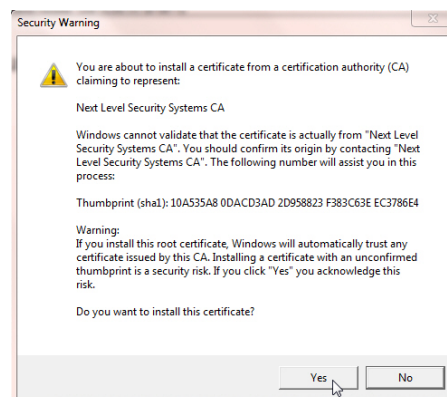 Security Warning
You are about to install a certificate from a certification authority (CA)
claiming to represent:
Next Level Security Systems CA
Windows cannot validate that the certificate is actually from "Next Level
Security Systems CA". You should confirm its origin by contacting "Next
Level Security Systems CA". The following number will assist you in this
process:
Thumbprint (sha1): 10A535A8 0DACD3AD 2D958823 F383C63E EC3786E4
Warning:
If you install this root certificate, Windows will automatically trust any
certificate issued by this CA. Installing a certificate with an unconfirmed
thumbprint is a security risk. If you click "Yes" you acknowledge this
risk.
Do you want to install this certificate?
Yes No